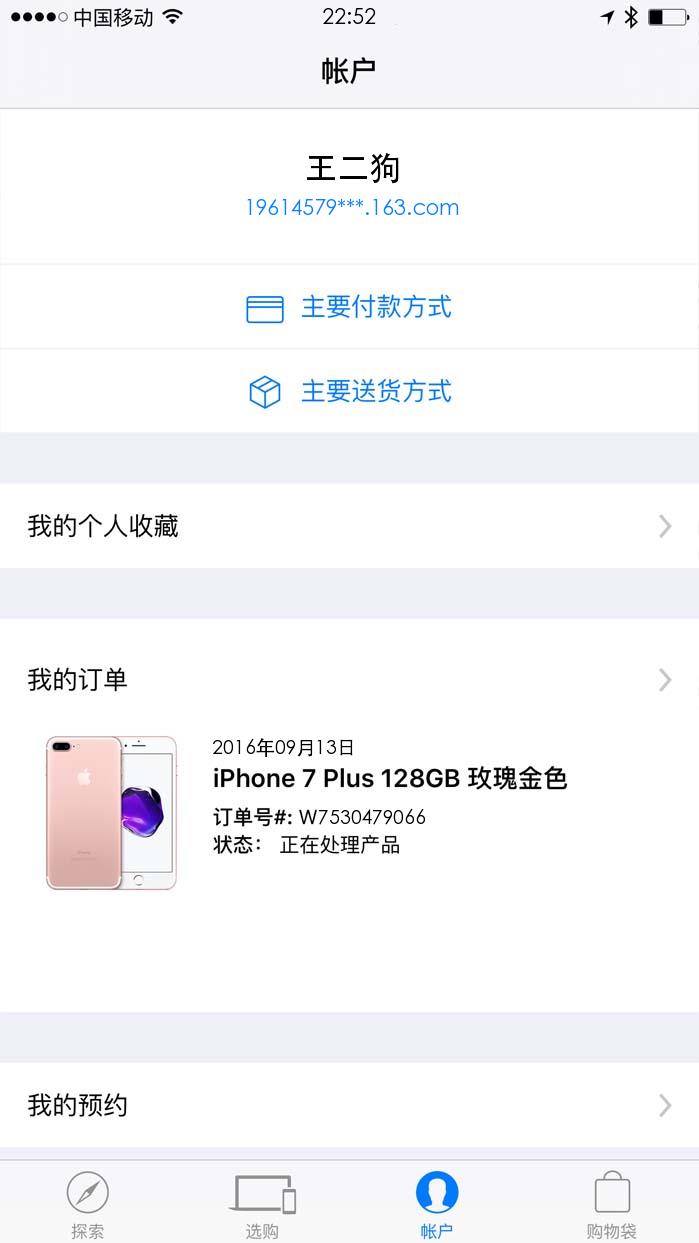 中国移动 22:52
帐户
王二狗
19614579***.163.com
主要付款方式
主要送货方式
我的个人收藏
我的订单
2016年09月13日
iPhone 7 Plus 128GB 玫瑰金色
订单号#: W7530479066
状态： 正在处理产品
我的预约
探索 选购 帐户 购物袋